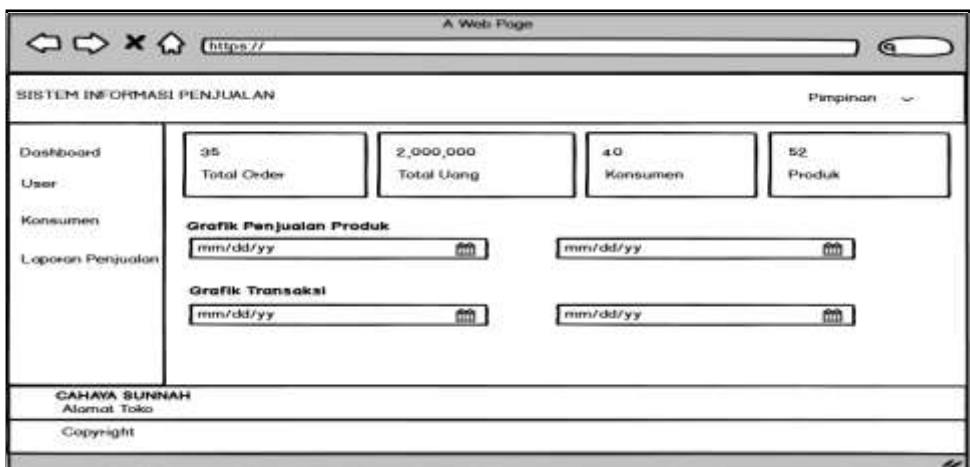 A Web Page
https://
SISTEM INFORMASI PENJUALAN
Pimpinan
Dashboard
User
Konsumen
Laporan Penjualan
35
Total Order
2,000,000
Total Uang
40
Konsumen
52
Produk
Grafik Penjualan Produk
mm/dd/yy
mm/dd/yy
Grafik Transaksi
mm/dd/yy
mm/dd/yy
CAHAYA SUNNAH
Alamat Toko
Copyright